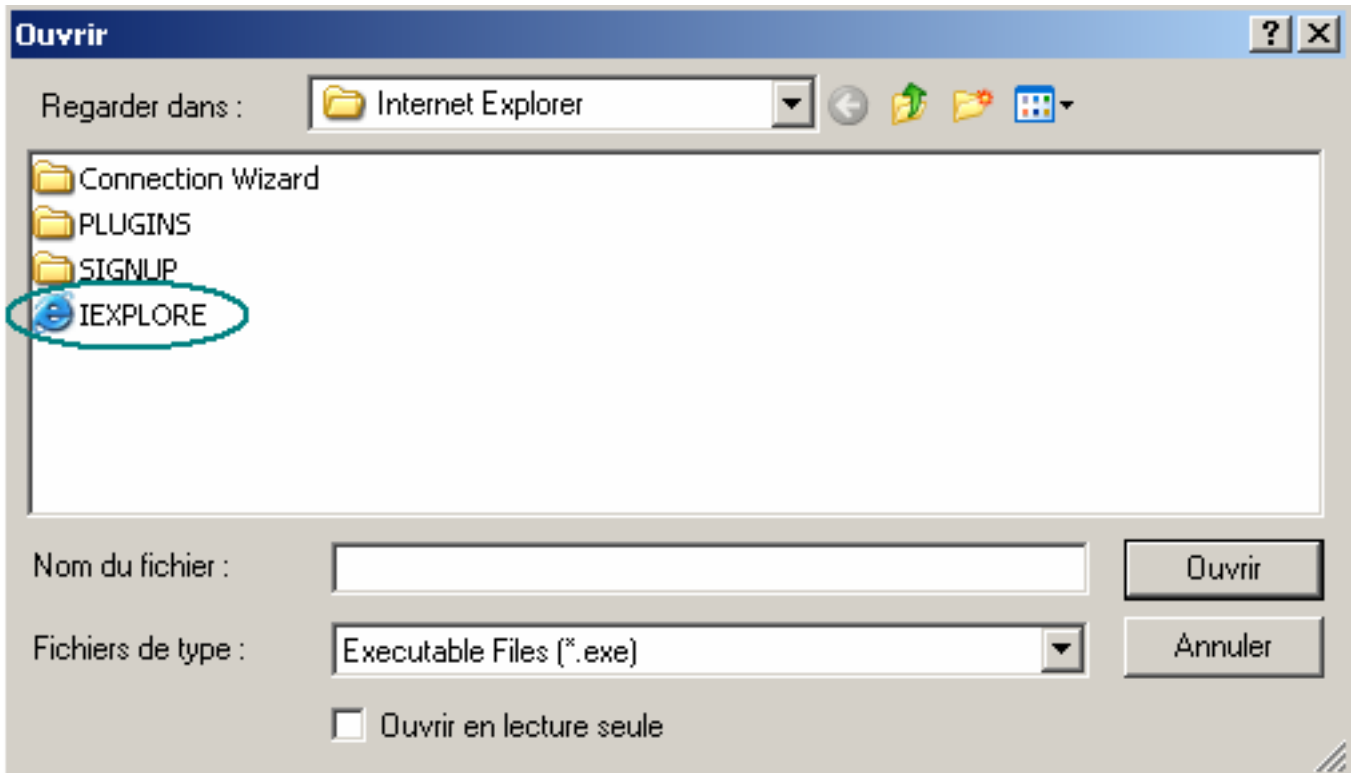 Ouvrir
Regarder dans :
Internet Explorer
Connection Wizard
PLUGINS
SIGNUP
IEXPLORE
Nom du fichier :
Ouvrir
Fichiers de type :
Executable Files (*.exe)
Annuler
Ouvrir en lecture seule